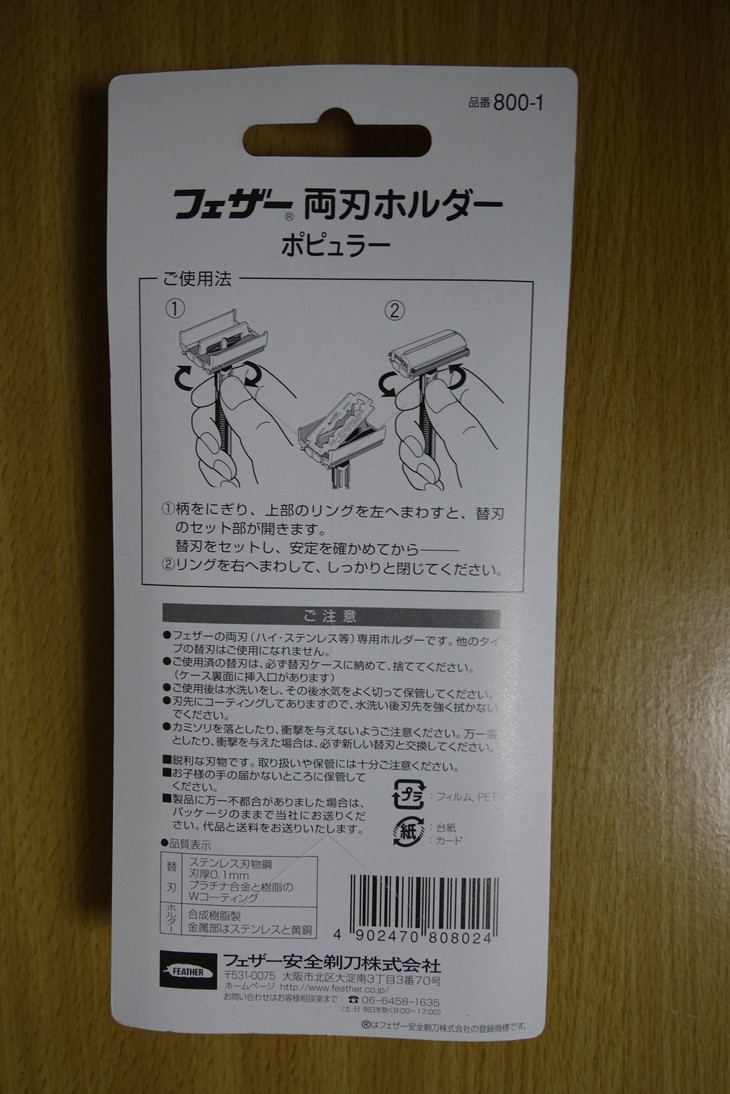 品番800-1
フェザー® 両刃ホルダー
ポピュラー
ご使用法
① ②
①柄をにぎり、上部のリングを左へまわすと、替刃
のセット部が開きます。
替刃をセットし、安定を確かめてから――
②リングを右へまわして、しっかりと閉じてください。
ご注意
●フェザーの両刃(ハイ・ステンレス等)専用ホルダーです。他のタイ
プの替刃はご使用になれません。
●ご使用済の替刃は、必ず替刃ケースに納めて、捨ててください。
(ケース裏面に挿入口があります)
●ご使用後は水洗いをし、その後水気をよく切って保管してください。
●刃先にコーティングしてありますので、水洗い後刃先を強く拭かない
でください。
●カミソリを落としたり、衝撃を与えないようご注意ください。万一落
としたり、衝撃を与えた場合は、必ず新しい替刃と交換してください。
■鋭利な刃物です。取り扱いや保管には十分ご注意ください。
■お子様の手の届かないところに保管して
ください。
■製品に万一不都合がありました場合は、
パッケージのままで当社にお送りくだ
さい。代品と送料をお送りいたします。
プラ :フィルム,PET
紙 :台紙
:カード
●品質表示
替刃 ステンレス刃物鋼
刃厚0.1mm
プラチナ合金と樹脂の
Wコーティング
ホルダー 合成樹脂製
金属部はステンレスと黄銅
4 902470 808024
FEATHER
フェザー安全剃刀株式会社
〒531-0075 大阪市北区大淀南3丁目3番70号
ホームページ http://www.feather.co.jp/
お問い合わせはお客様相談室まで:☎06-6458-1635
(土・日・祝日を除く9:00~17:00)
®はフェザー安全剃刀株式会社の登録商標です。